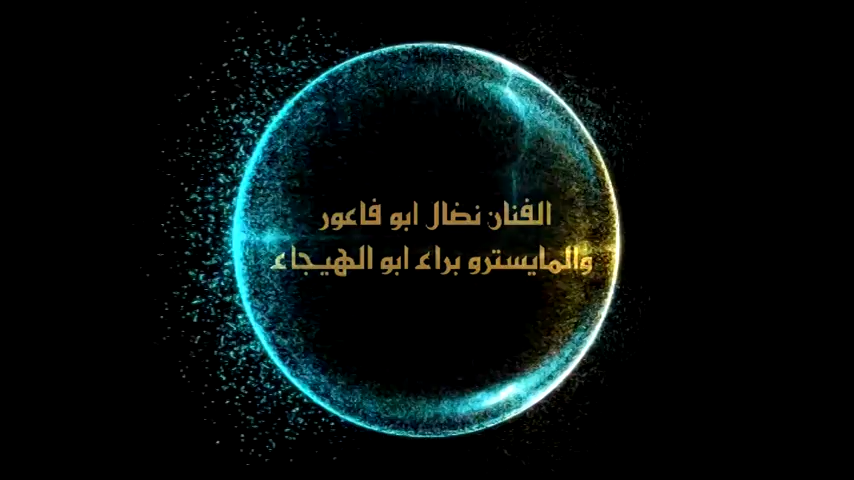 الفنان نضال ابو فاعور
والمايسترو براء ابو الهيجاء